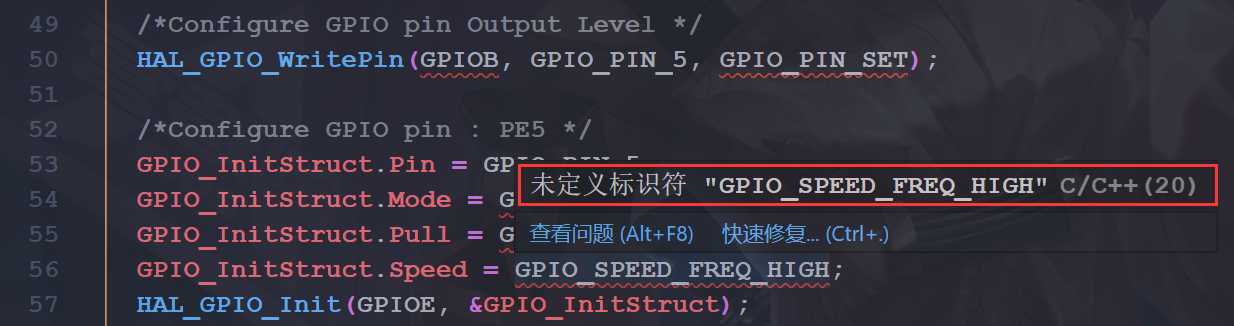 49 /*Configure GPIO pin Output Level */
50 HAL_GPIO_WritePin(GPIOB, GPIO_PIN_5, GPIO_PIN_SET);
51
52 /*Configure GPIO pin : PE5 */
53 GPIO_InitStruct.Pin =
54 GPIO_InitStruct.Mode = G
55 GPIO_InitStruct.Pull = G
未定义标识符 "GPIO_SPEED_FREQ_HIGH" C/C++(20)
查看问题 (Alt+F8) 快速修复... (Ctrl+.)
56 GPIO_InitStruct.Speed = GPIO_SPEED_FREQ_HIGH;
57 HAL_GPIO_Init(GPIOE, &GPIO_InitStruct);